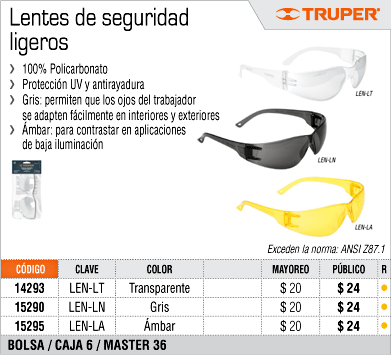 Lentes de seguridad
ligeros
TRUPER®
› 100% Policarbonato
› Protección UV y antirayadura
› Gris: permiten que los ojos del trabajador
se adapten fácilmente en interiores y exteriores
› Ámbar: para contrastar en aplicaciones
de baja iluminación
LEN-LT
LEN-LN
LEN-LA
Exceden la norma: ANSI Z87.1
CÓDIGO CLAVE COLOR MAYOREO PÚBLICO R
14293 LEN-LT Transparente $ 20 $ 24 •
15290 LEN-LN Gris $ 20 $ 24 •
15295 LEN-LA Ámbar $ 20 $ 24 •
BOLSA / CAJA 6 / MASTER 36